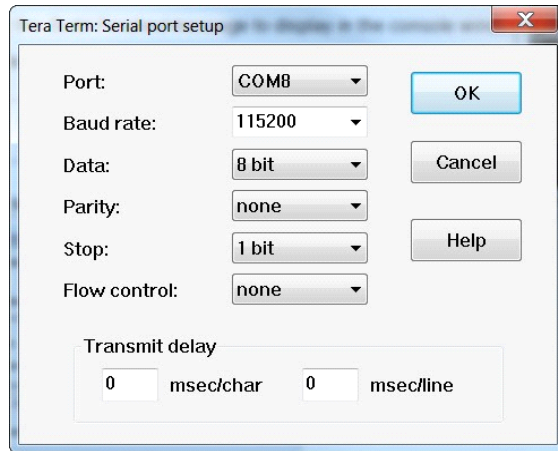 Tera Term: Serial port setup
Port: COM8
Baud rate: 115200
Data: 8 bit
Parity: none
Stop: 1 bit
Flow control: none
OK
Cancel
Help
Transmit delay
0 msec/char 0 msec/line